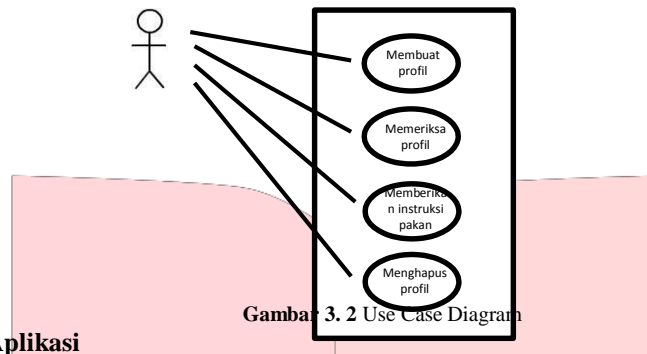 Membuat
profil
Memeriksa
profil
Memberika
n instruksi
pakan
Menghapus
profil
Gambar 3. 2 Use Case Diagram
Aplikasi